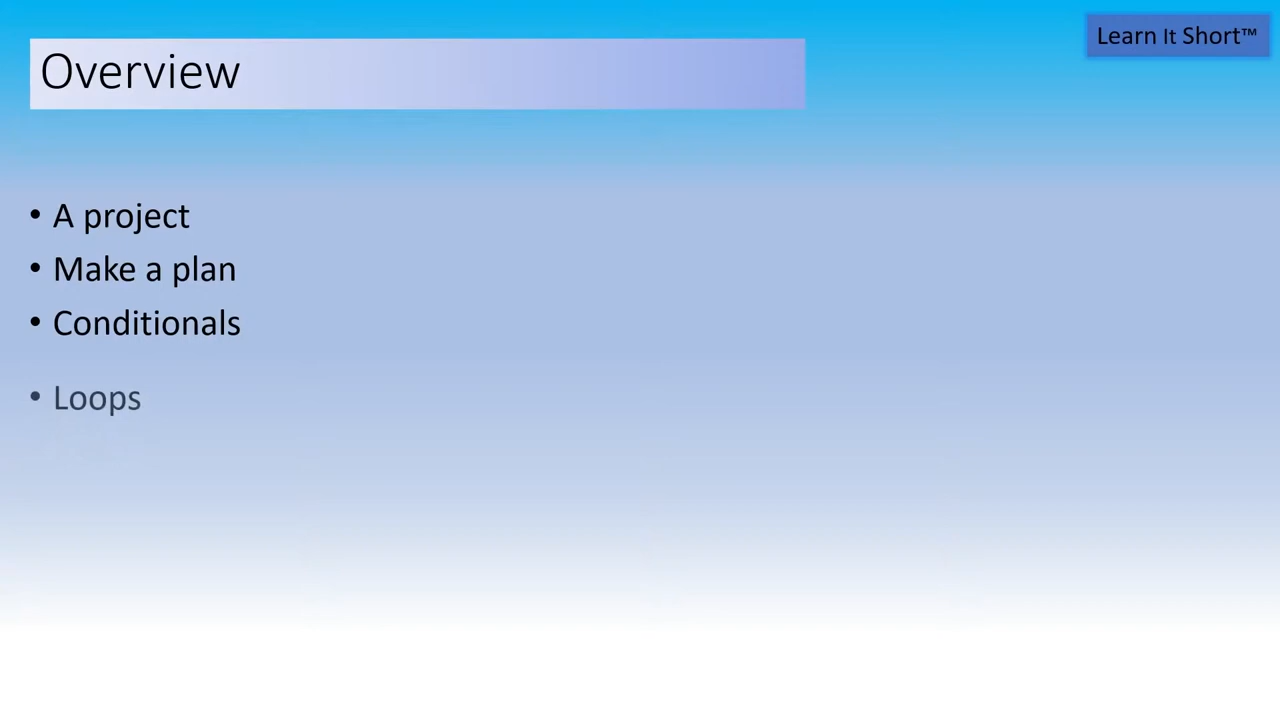 Learn It Short™
Overview
• A project
• Make a plan
• Conditionals
• Loops